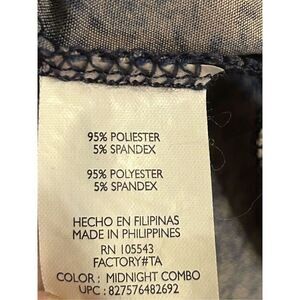 95% POLIESTER
5% SPANDEX
95% POLYESTER
5% SPANDEX
HECHO EN FILIPINAS
MADE IN PHILIPPINES
RN 105543
FACTORY#TA
COLOR : MIDNIGHT COMBO
UPC : 827576482692